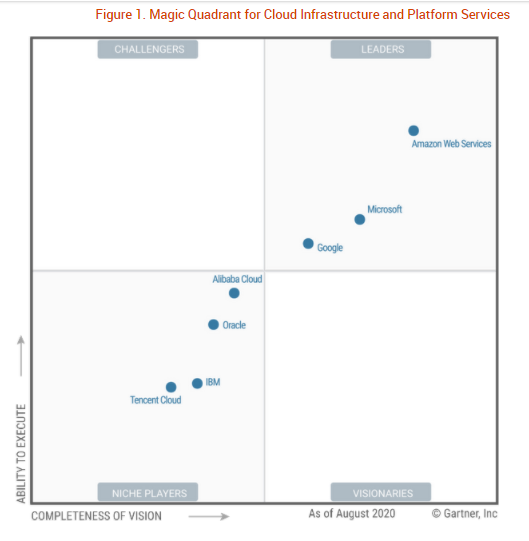 Figure 1. Magic Quadrant for Cloud Infrastructure and Platform Services
CHALLENGERS
LEADERS
Amazon Web Services
Microsoft
Google
Alibaba Cloud
Oracle
IBM
Tencent Cloud
NICHE PLAYERS
VISIONARIES
ABILITY TO EXECUTE
COMPLETENESS OF VISION
As of August 2020
© Gartner, Inc